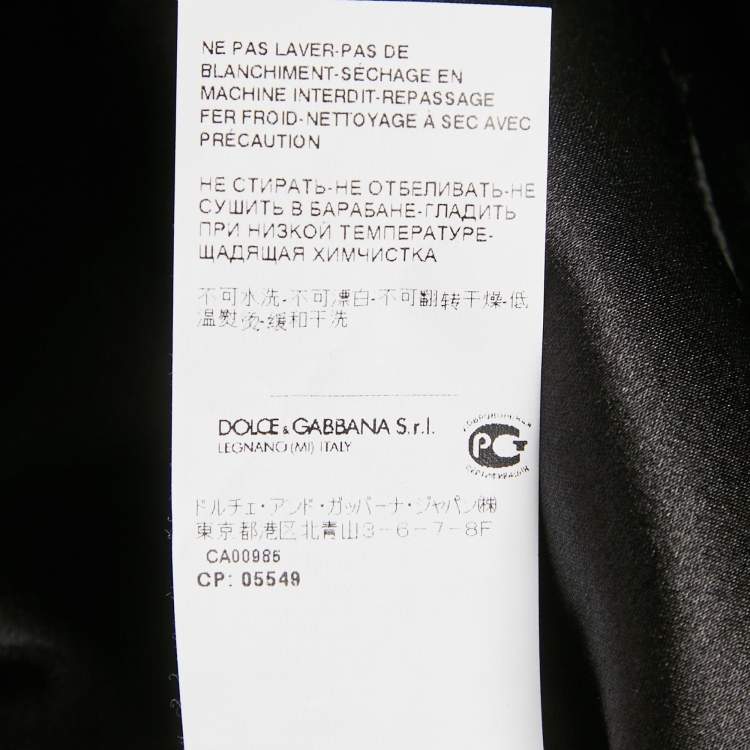 NE PAS LAVER-PAS DE
BLANCHIMENT-SÉCHAGE EN
MACHINE INTERDIT-REPASSAGE
FER FROID-NETTOYAGE À SEC AVEC
PRÉCAUTION
НЕ СТИРАТЬ-НЕ ОТБЕЛИВАТЬ-НЕ
СУШИТЬ В БАРАБАНЕ-ГЛАДИТЬ
ПРИ НИЗКОЙ ТЕМПЕРАТУРЕ-
ЩАДЯЩАЯ ХИМЧИСТКА
不可水洗-不可漂白-不可翻转干燥-低
温熨烫-缓和干洗
DOLCE & GABBANA S.r.l.
LEGNANO (MI) ITALY
РСТ
ドルチェ・アンド・ガッバーナ・ジャパン(株)
東京都港区北青山3-6-7-8F
CA00985
CP: 05549